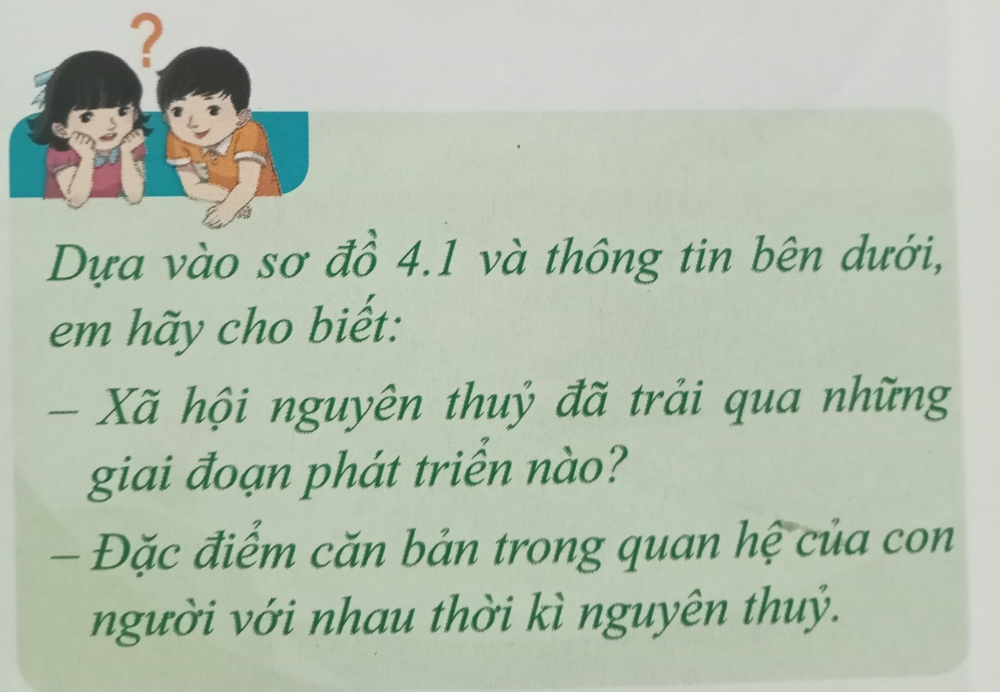 ?
Dựa vào sơ đồ 4.1 và thông tin bên dưới,
em hãy cho biết:
– Xã hội nguyên thuỷ đã trải qua những
giai đoạn phát triển nào?
– Đặc điểm căn bản trong quan hệ của con
người với nhau thời kì nguyên thuỷ.